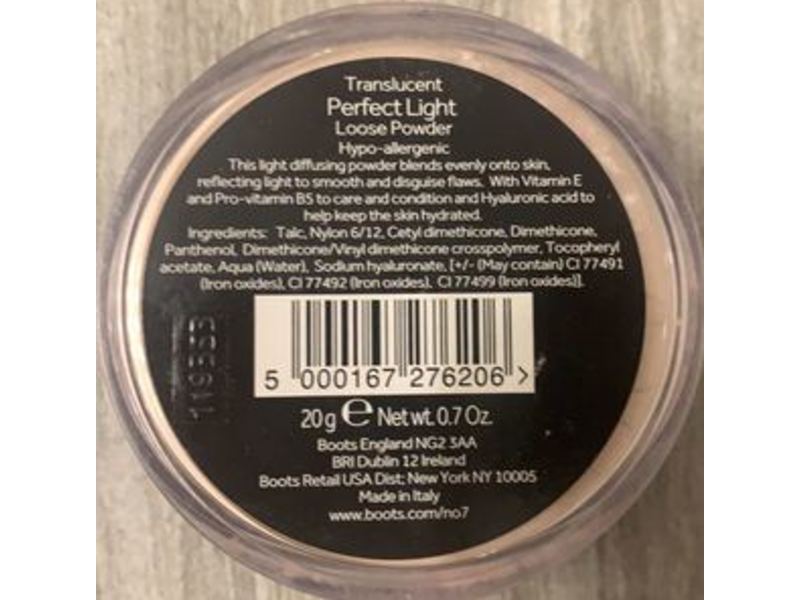 Translucent
Perfect Light
Loose Powder
Hypo-allergenic
This light diffusing powder blends evenly onto skin,
reflecting light to smooth and disguise flaws. With Vitamin E
and Pro-vitamin B5 to care and condition and Hyaluronic acid to
help keep the skin hydrated.
Ingredients: Talc, Nylon 6/12, Cetyl dimethicone, Dimethicone,
Panthenol, Dimethicone/Vinyl dimethicone crosspolymer, Tocopheryl
acetate, Aqua (Water), Sodium hyaluronate, [+/- (May contain) CI 77491
(Iron oxides), CI 77492 (Iron oxides), CI 77499 (Iron oxides)].
5 000167 276206 >
20g e Net wt. 0.7 Oz.
Boots England NG2 3AA
BRI Dublin 12 Ireland
Boots Retail USA Dist; New York NY 10005
Made in Italy
www.boots.com/no7